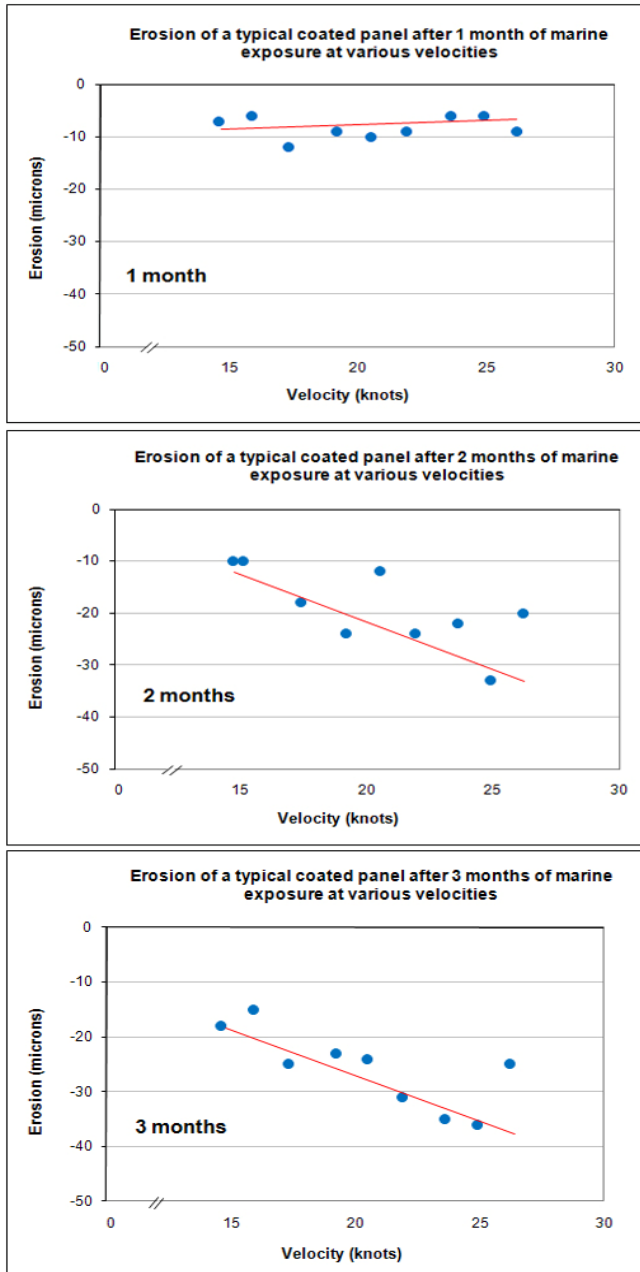 Erosion of a typical coated panel after 1 month of marine
exposure at various velocities
0
-10
-20
-30
-40
-50
Erosion (microns)
1 month
0 15 20 25 30
Velocity (knots)
Erosion of a typical coated panel after 2 months of marine
exposure at various velocities
0
-10
-20
-30
-40
-50
Erosion (microns)
2 months
0 15 20 25 30
Velocity (knots)
Erosion of a typical coated panel after 3 months of marine
exposure at various velocities
0
-10
-20
-30
-40
-50
Erosion (microns)
3 months
0 15 20 25 30
Velocity (knots)